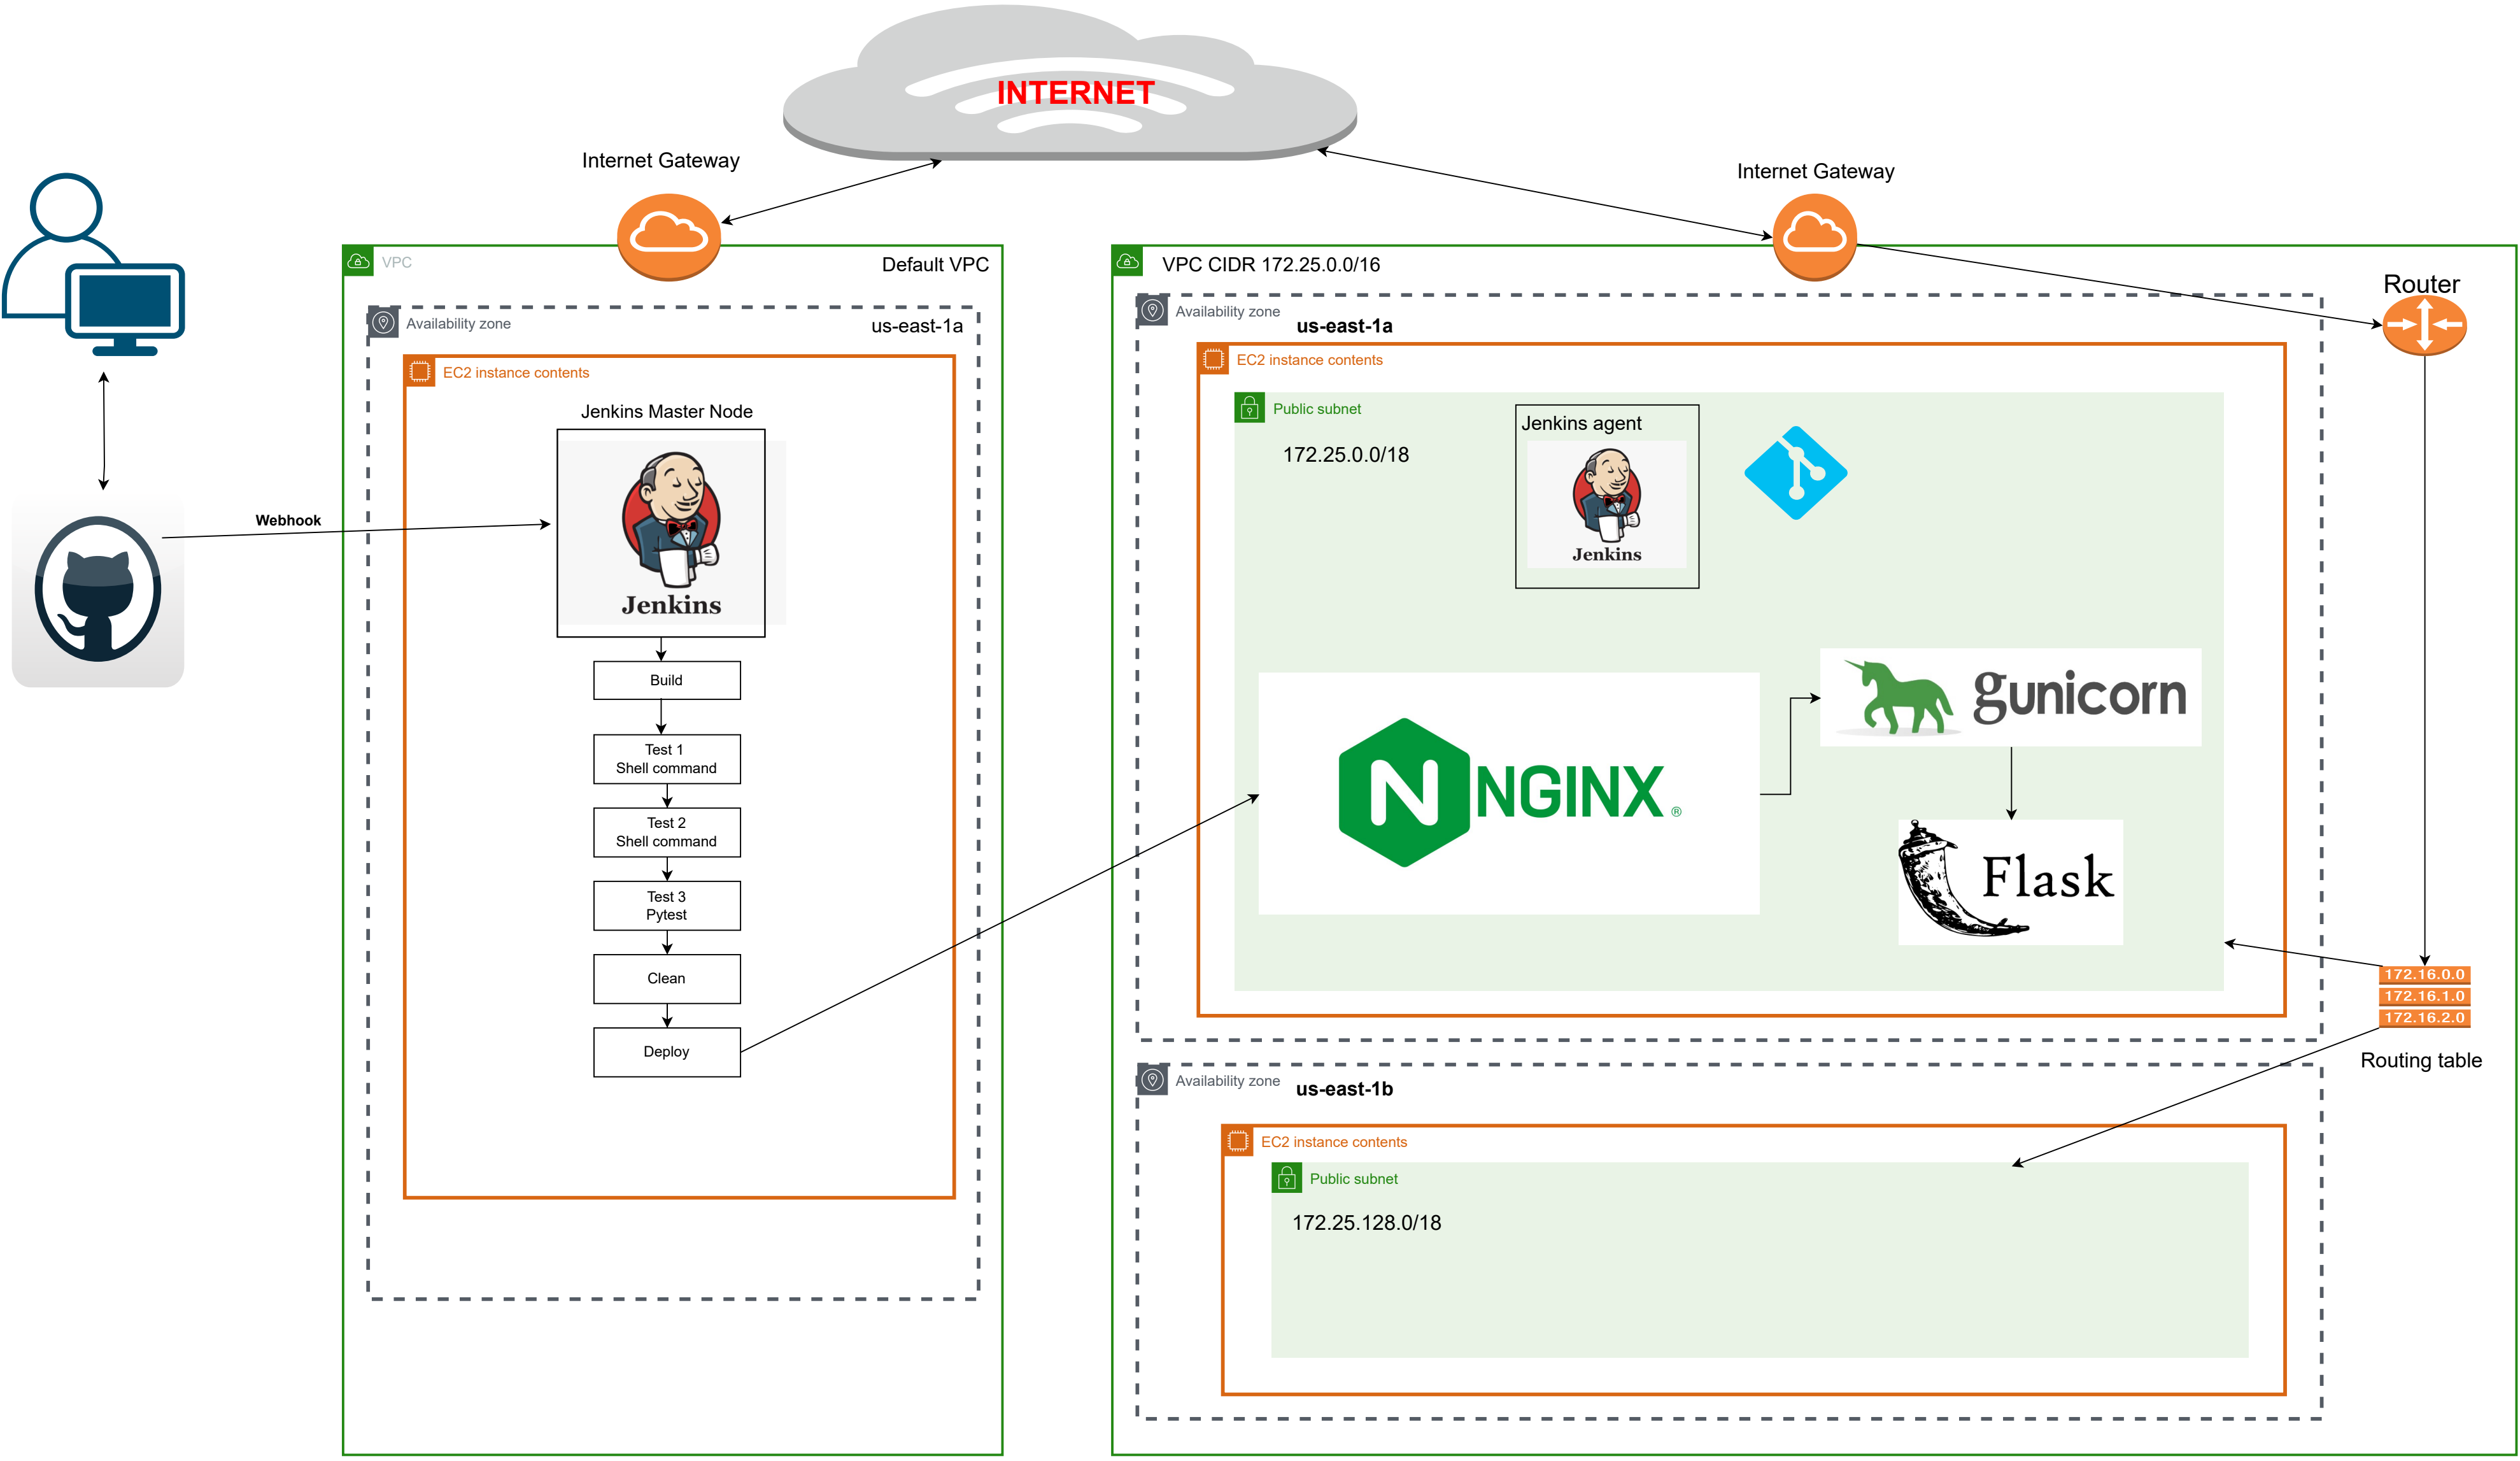 INTERNET
Internet Gateway
Internet Gateway
VPC
Default VPC
Availability zone
us-east-1a
EC2 instance contents
Jenkins Master Node
Jenkins
Webhook
Build
Test 1
Shell command
Test 2
Shell command
Test 3
Pytest
Clean
Deploy
VPC CIDR 172.25.0.0/16
Availability zone
us-east-1a
EC2 instance contents
Public subnet
172.25.0.0/18
Jenkins agent
Jenkins
NGINX ®
gunicorn
Flask
Router
172.16.0.0
172.16.1.0
172.16.2.0
Routing table
Availability zone
us-east-1b
EC2 instance contents
Public subnet
172.25.128.0/18